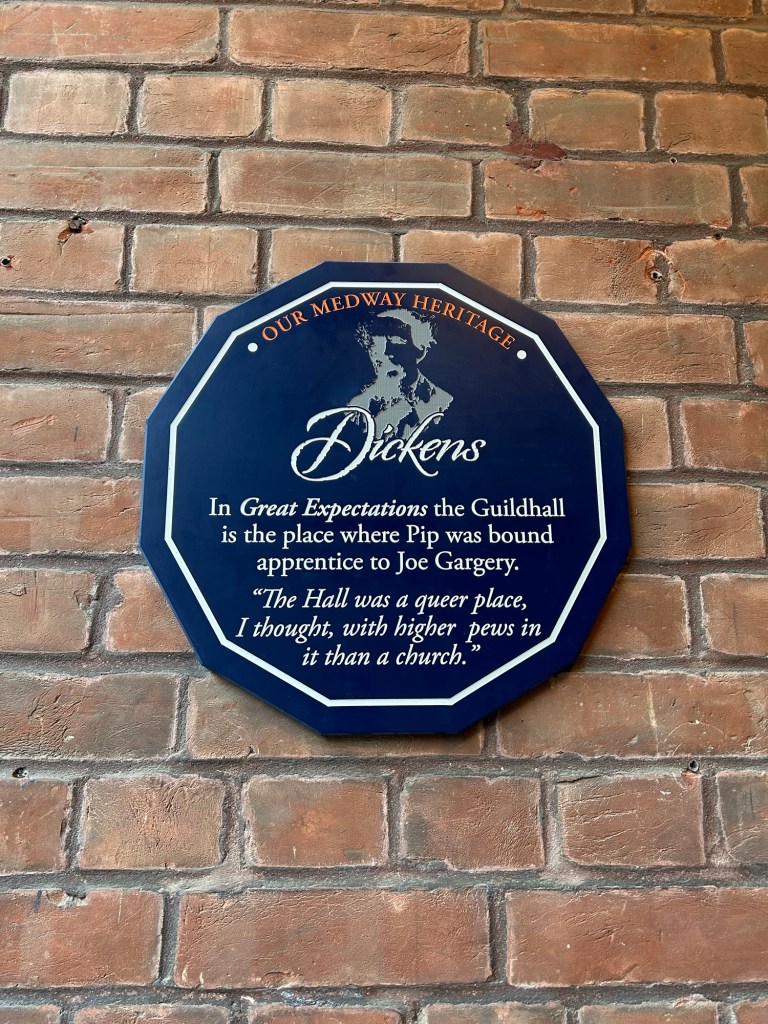 OUR MEDWAY HERITAGE
Dickens
In Great Expectations the Guildhall
is the place where Pip was bound
apprentice to Joe Gargery.
“The Hall was a queer place,
I thought, with higher pews in
it than a church.”